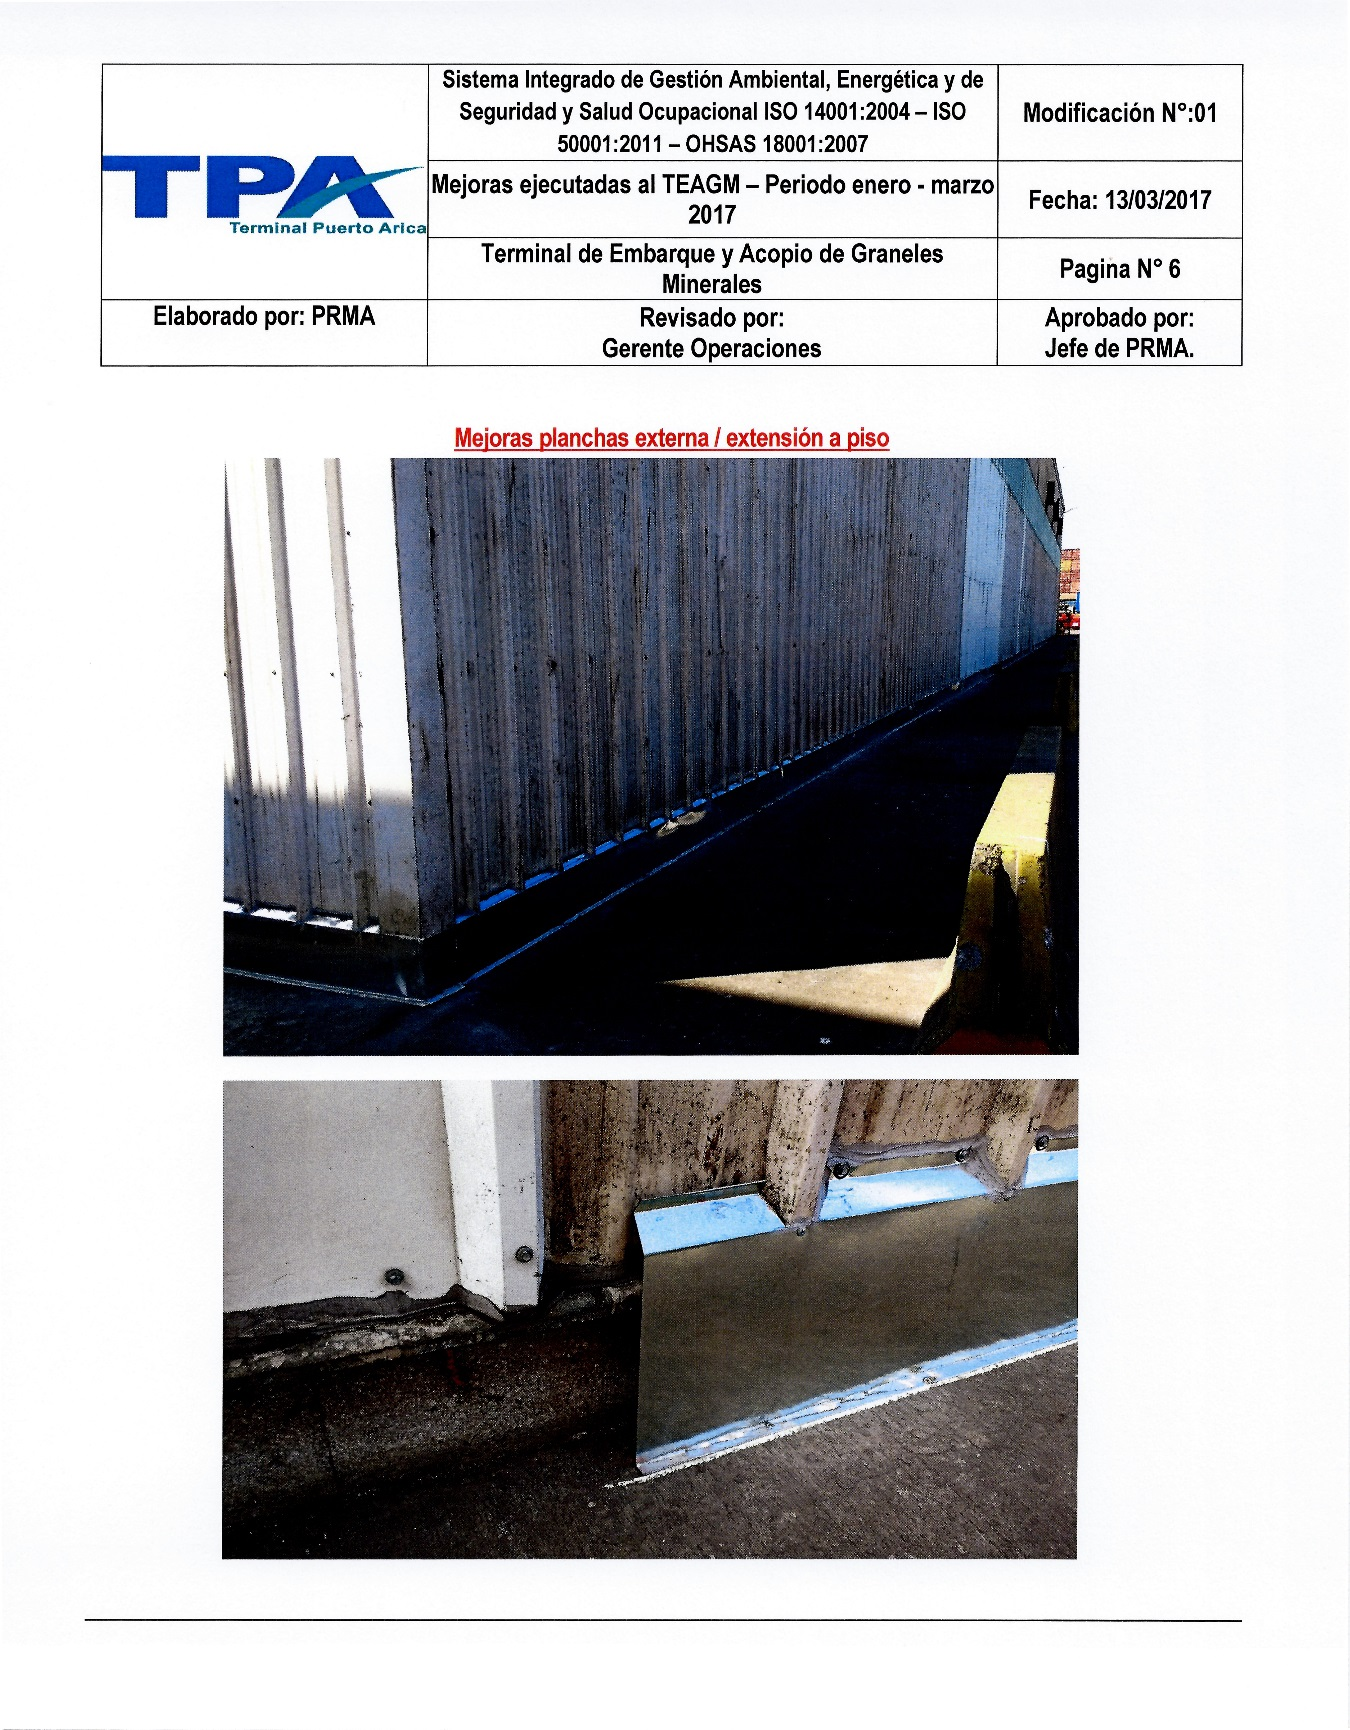 Sistema Integrado de Gestión Ambiental, Energética y de
Seguridad y Salud Ocupacional ISO 14001:2004 – ISO
50001:2011 – OHSAS 18001:2007
Modificación N°:01
TPA
Terminal Puerto Arica
Mejoras ejecutadas al TEAGM – Periodo enero - marzo
2017
Fecha: 13/03/2017
Terminal de Embarque y Acopio de Graneles
Minerales
Pagina N° 6
Elaborado por: PRMA
Revisado por:
Gerente Operaciones
Aprobado por:
Jefe de PRMA.
Mejoras planchas externa / extensión a piso